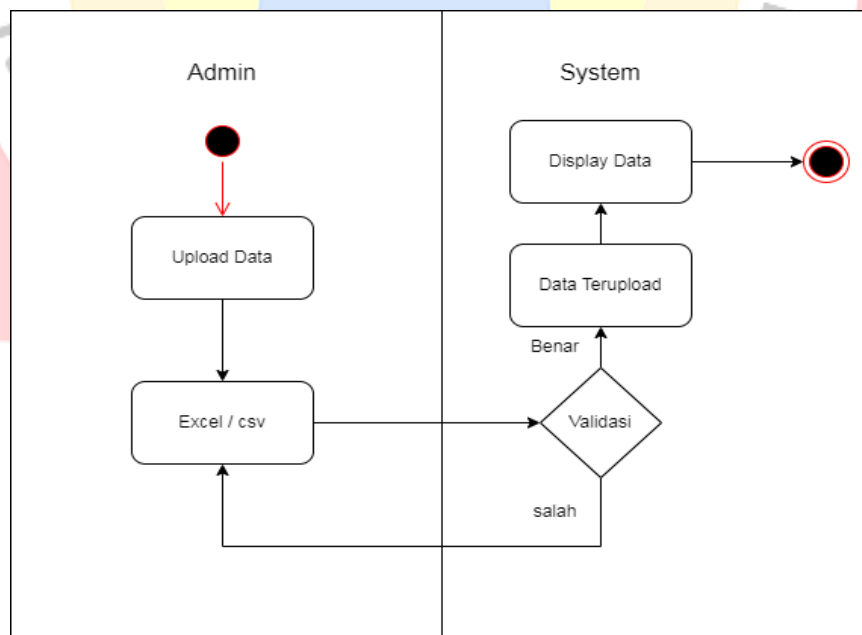 Admin
System
Upload Data
Excel / csv
Display Data
Data Terupload
Benar
Validasi
salah